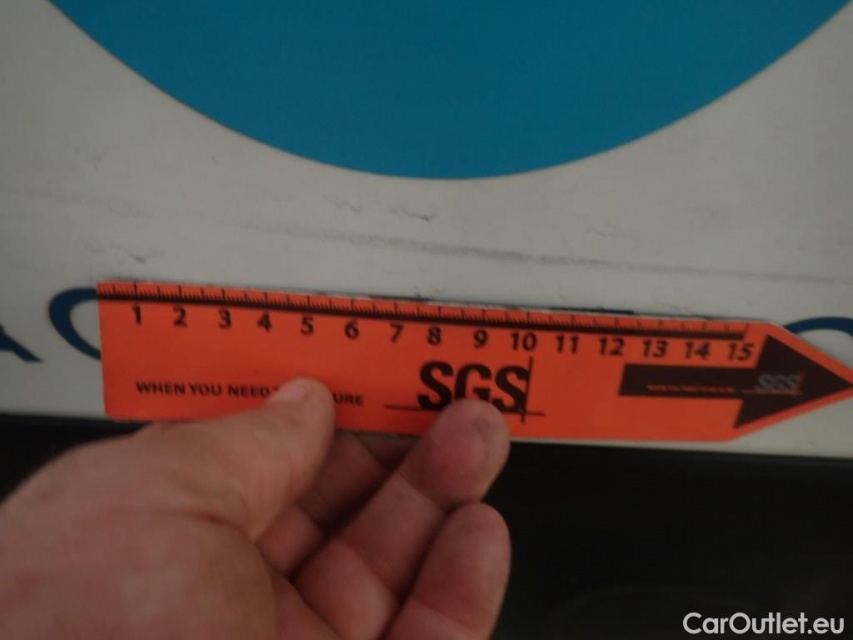 1 2 3 4 5 6 7 8 9 10 11 12 13 14 15
WHEN YOU NEED
URE
SGS
SGS
CarOutlet.eu